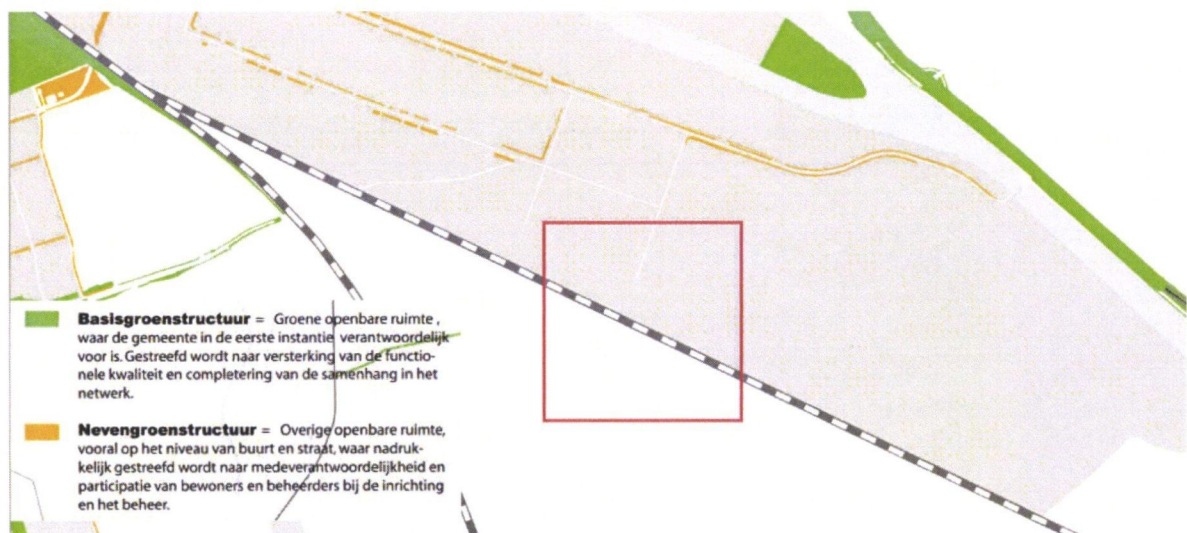 Basisgroenstructuur = Groene openbare ruimte ,
waar de gemeente in de eerste instantie verantwoordelijk
voor is. Gestreefd wordt naar versterking van de functio-
nele kwaliteit en completering van de samenhang in het
netwerk.
Nevengroenstructuur = Overige openbare ruimte,
vooral op het niveau van buurt en straat, waar nadruk-
kelijk gestreefd wordt naar medeverantwoordelijkheid en
participatie van bewoners en beheerders bij de inrichting
en het beheer.